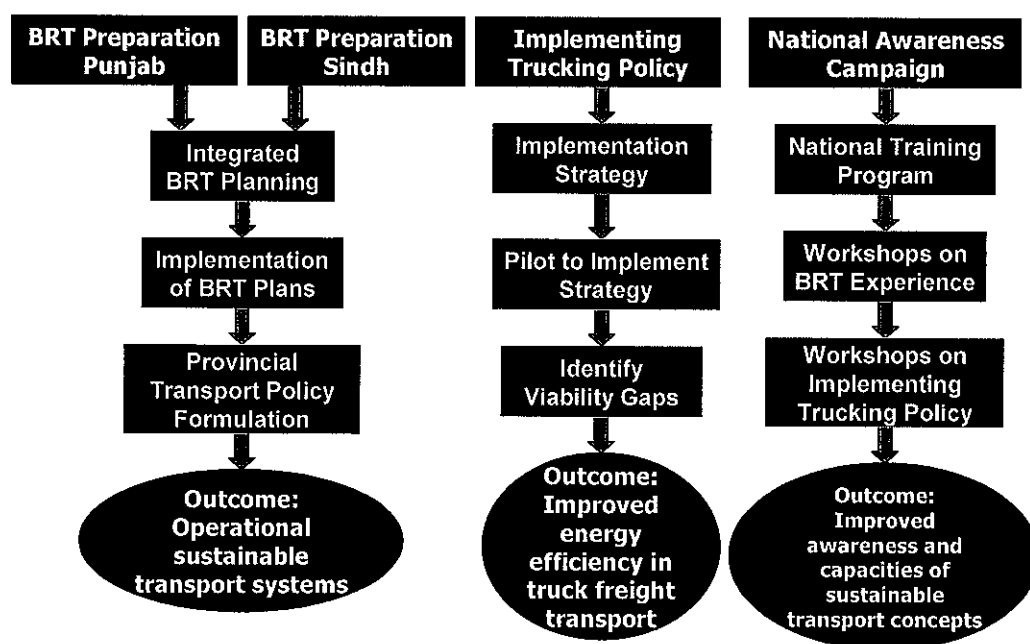 BRT Preparation
Punjab
BRT Preparation
Sindh
Integrated
BRT Planning
Implementation
of BRT Plans
Provincial
Transport Policy
Formulation
Outcome:
Operational
sustainable
transport systems
Implementing
Trucking Policy
Implementation
Strategy
Pilot to Implement
Strategy
Identify
Viability Gaps
Outcome:
Improved
energy
efficiency in
truck freight
transport
National Awareness
Campaign
National Training
Program
Workshops on
BRT Experience
Workshops on
Implementing
Trucking Policy
Outcome:
Improved
awareness and
capacities of
sustainable
transport concepts